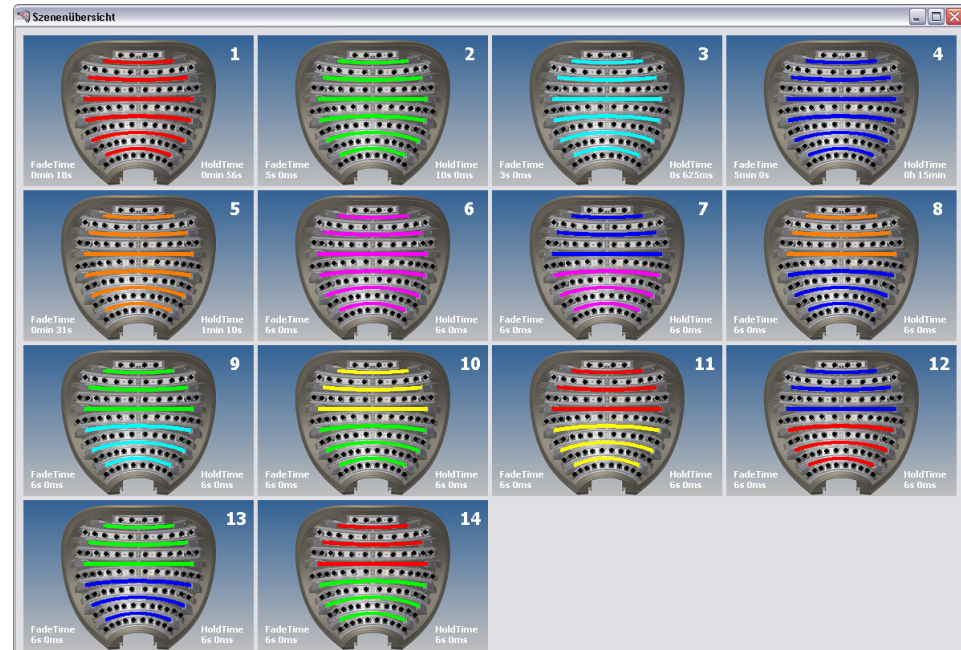 Szenenübersicht
1
FadeTime
0min 18s
HoldTime
0min 56s
2
FadeTime
5s 0ms
HoldTime
10s 0ms
3
FadeTime
3s 0ms
HoldTime
0s 625ms
4
FadeTime
5min 0s
HoldTime
0h 15min
5
FadeTime
0min 31s
HoldTime
1min 10s
6
FadeTime
6s 0ms
HoldTime
6s 0ms
7
FadeTime
6s 0ms
HoldTime
6s 0ms
8
FadeTime
6s 0ms
HoldTime
6s 0ms
9
FadeTime
6s 0ms
HoldTime
6s 0ms
10
FadeTime
6s 0ms
HoldTime
6s 0ms
11
FadeTime
6s 0ms
HoldTime
6s 0ms
12
FadeTime
6s 0ms
HoldTime
6s 0ms
13
FadeTime
6s 0ms
HoldTime
6s 0ms
14
FadeTime
6s 0ms
HoldTime
6s 0ms